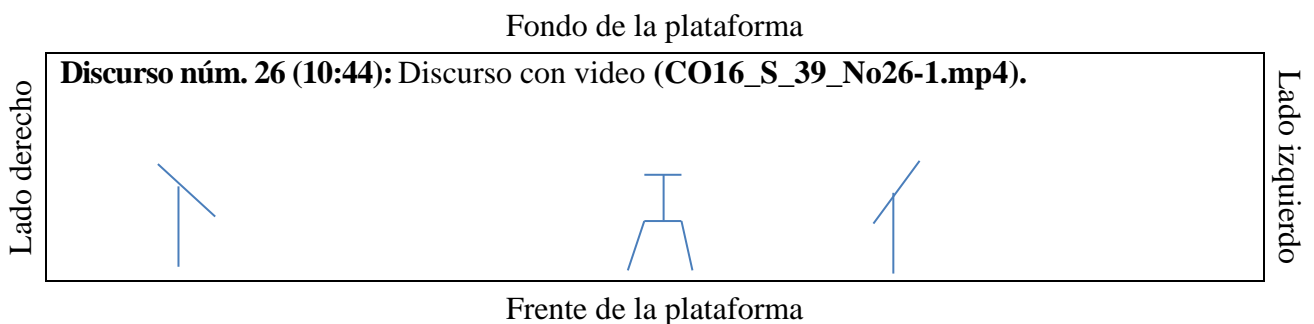 Fondo de la plataforma
Discurso núm. 26 (10:44): Discurso con video (CO16_S_39_No26-1.mp4).
Lado derecho
Lado izquierdo
Frente de la plataforma